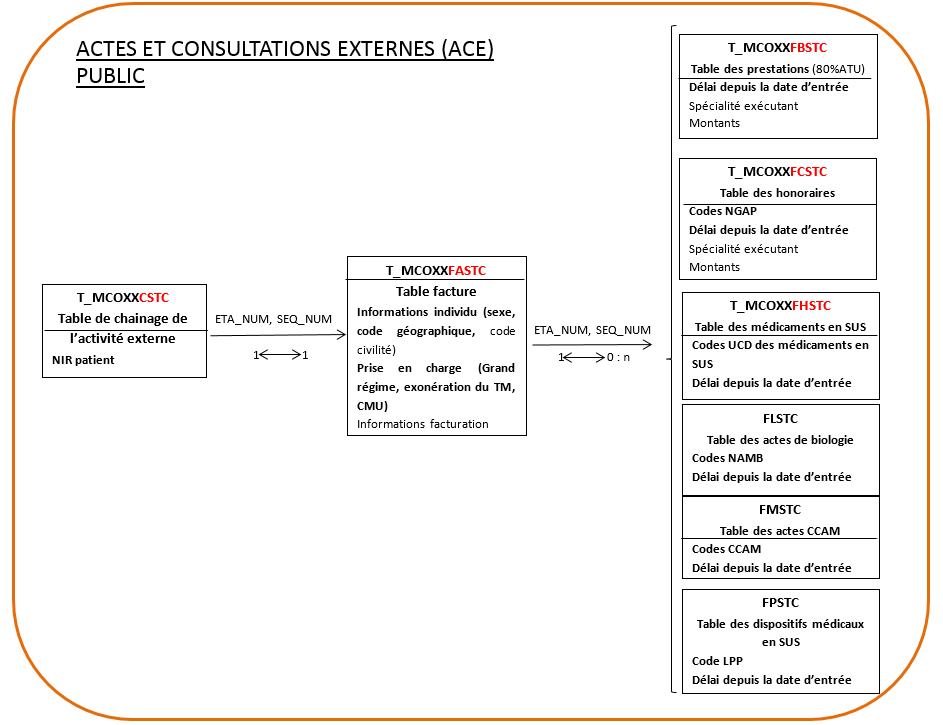 ACTES ET CONSULTATIONS EXTERNES (ACE)
PUBLIC
T_MCOXXCSTC
Table de chainage de
l’activité externe
NIR patient
ETA_NUM, SEQ_NUM
1 1
T_MCOXXFASTC
Table facture
Informations individu (sexe,
code géographique, code
civilité)
Prise en charge (Grand
régime, exonération du TM,
CMU)
Informations facturation
ETA_NUM, SEQ_NUM
1 0 : n
T_MCOXXFBSTC
Table des prestations (80%ATU)
Délai depuis la date d’entrée
Spécialité exécutant
Montants
T_MCOXXFCSTC
Table des honoraires
Codes NGAP
Délai depuis la date d’entrée
Spécialité exécutant
Montants
T_MCOXXFHSTC
Table des médicaments en SUS
Codes UCD des médicaments en
SUS
Délai depuis la date d’entrée
FLSTC
Table des actes de biologie
Codes NAMB
Délai depuis la date d’entrée
FMSTC
Table des actes CCAM
Codes CCAM
Délai depuis la date d’entrée
FPSTC
Table des dispositifs médicaux
en SUS
Code LPP
Délai depuis la date d’entrée